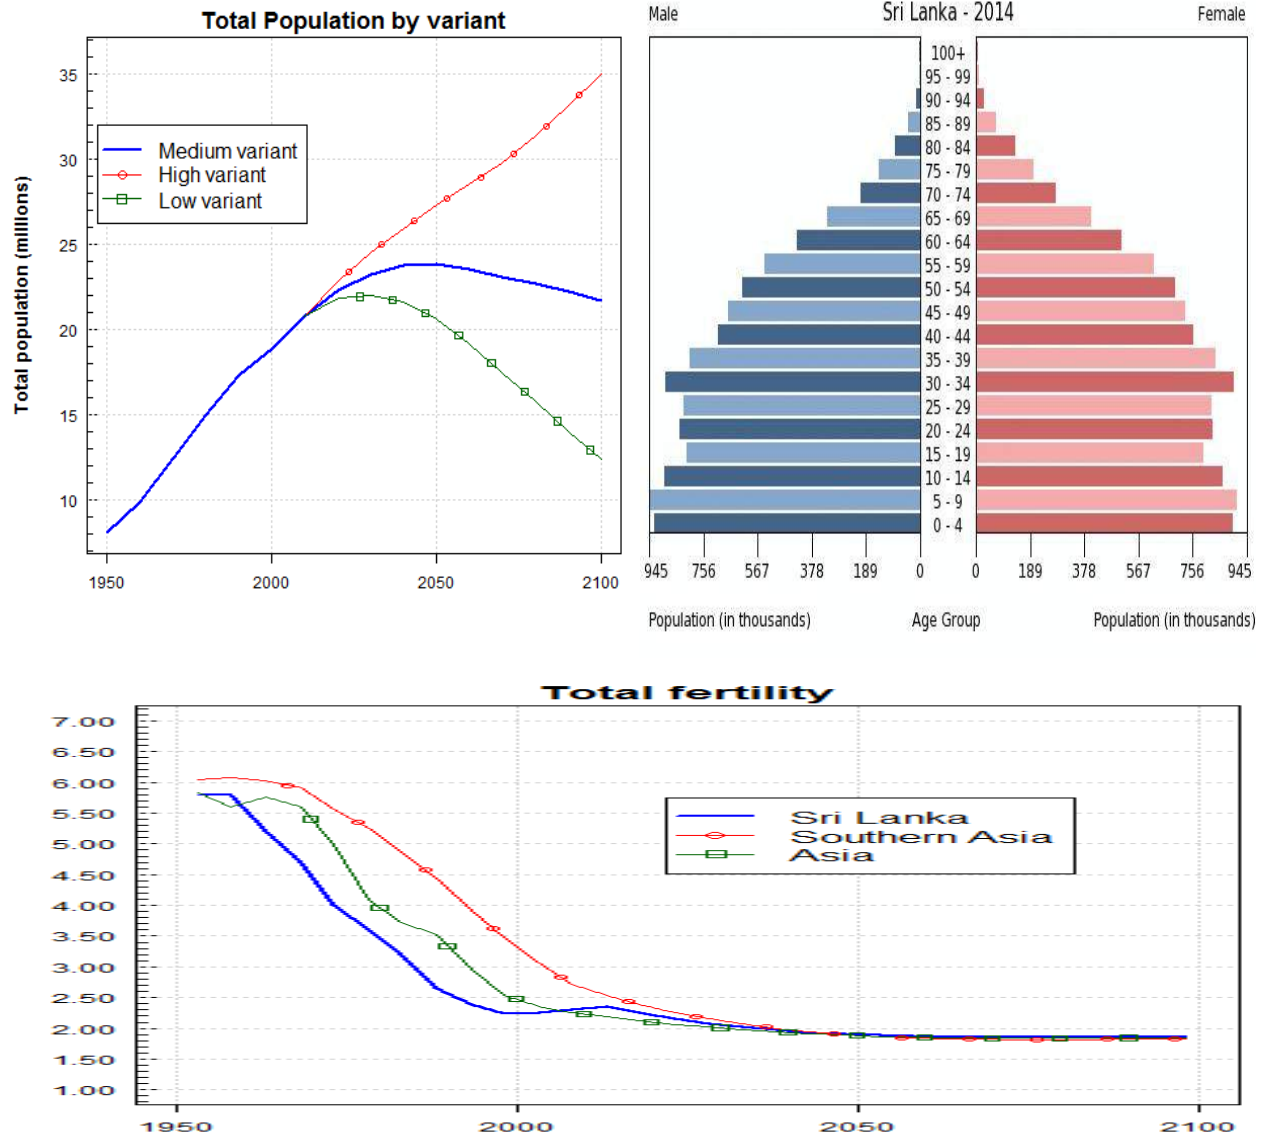 Total Population by variant
Total population (millions)
35
30
25
20
15
10
1950
2000
2050
2100
Medium variant
High variant
Low variant
Male
Sri Lanka - 2014
Female
100+
95 - 99
90 - 94
85 - 89
80 - 84
75 - 79
70 - 74
65 - 69
60 - 64
55 - 59
50 - 54
45 - 49
40 - 44
35 - 39
30 - 34
25 - 29
20 - 24
15 - 19
10 - 14
5 - 9
0 - 4
945 756 567 378 189 0 0 189 378 567 756 945
Population (in thousands) Age Group Population (in thousands)
Total fertility
7.00
6.50
6.00
5.50
5.00
4.50
4.00
3.50
3.00
2.50
2.00
1.50
1.00
Sri Lanka
Southern Asia
Asia
1950 2000 2050 2100